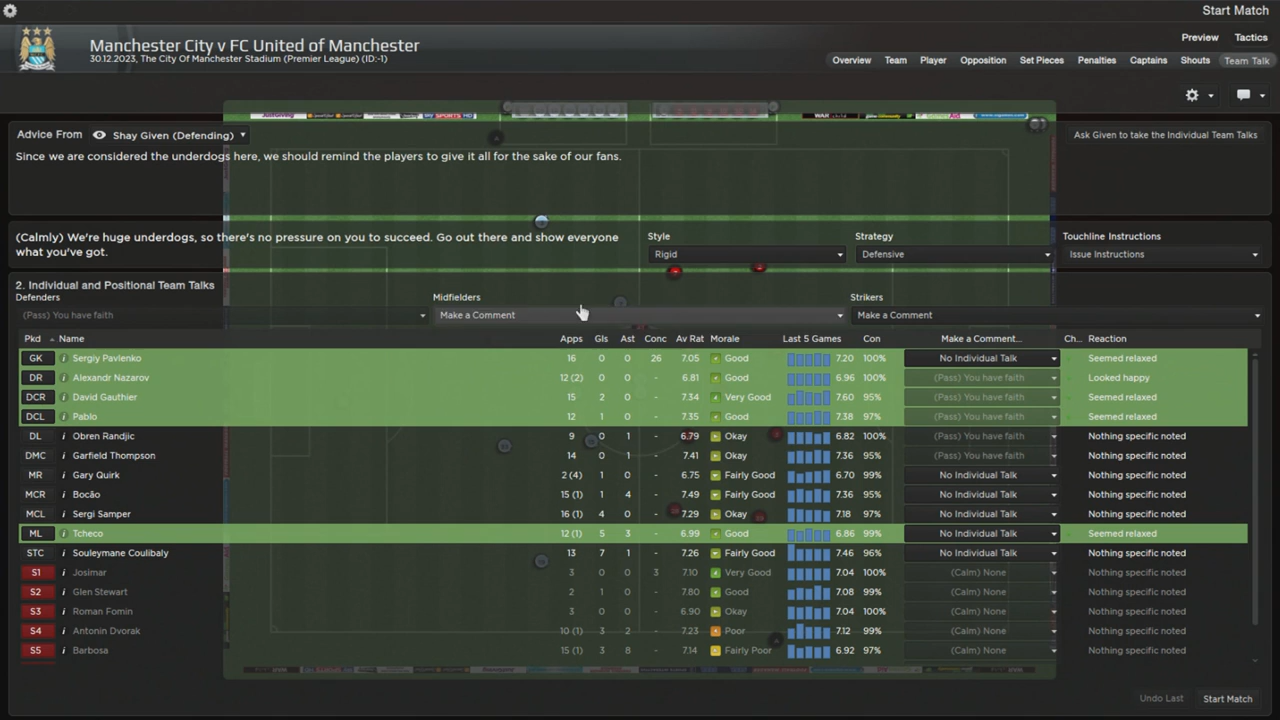 Start Match
Manchester City v FC United of Manchester
30.12.2023, The City Of Manchester Stadium (Premier League) (ID:-1)
Preview Tactics
Overview Team Player Opposition Set Pieces Penalties Captains Shouts Team Talk
Advice From Shay Given (Defending)
Ask Given to take the Individual Team Talks
Since we are considered the underdogs here, we should remind the players to give it all for the sake of our fans.
(Calmly) We're huge underdogs, so there's no pressure on you to succeed. Go out there and show everyone
what you've got.
Style Strategy Touchline Instructions
Rigid Defensive Issue Instructions
2. Individual and Positional Team Talks
Defenders Midfielders Strikers
(Pass) You have faith Make a Comment Make a Comment
Pkd Name Apps Gls Ast Conc Av Rat Morale Last 5 Games Con Make a Comment... Ch... Reaction
GK i Sergiy Pavlenko 16 0 0 26 7.05 Good 7.20 100% No Individual Talk Seemed relaxed
DR i Alexandr Nazarov 12 (2) 0 0 - 6.81 Good 6.96 100% (Pass) You have faith Looked happy
DCR i David Gauthier 15 2 0 - 7.34 Very Good 7.60 95% (Pass) You have faith Seemed relaxed
DCL i Pablo 12 1 0 - 7.35 Good 7.38 97% (Pass) You have faith Seemed relaxed
DL i Obren Randjic 9 0 1 - 6.79 Okay 6.82 100% (Pass) You have faith Nothing specific noted
DMC i Garfield Thompson 14 0 1 - 7.41 Okay 7.36 95% (Pass) You have faith Nothing specific noted
MR i Gary Quirk 2 (4) 1 0 - 6.75 Fairly Good 6.70 99% No Individual Talk Nothing specific noted
MCR i Bocão 15 (1) 1 4 - 7.49 Fairly Good 7.36 95% No Individual Talk Nothing specific noted
MCL i Sergi Samper 16 (1) 4 0 - 7.29 Okay 7.18 97% No Individual Talk Nothing specific noted
ML i Tcheco 12 (1) 5 3 - 6.99 Good 6.86 99% No Individual Talk Seemed relaxed
STC i Souleymane Coulibaly 13 7 1 - 7.26 Fairly Good 7.46 96% No Individual Talk Nothing specific noted
S1 i Josimar 3 0 0 3 7.10 Very Good 7.04 100% (Calm) None Nothing specific noted
S2 i Glen Stewart 2 1 0 - 7.80 Good 7.08 99% (Calm) None Nothing specific noted
S3 i Roman Fomin 3 0 0 - 6.90 Okay 7.04 100% (Calm) None Nothing specific noted
S4 i Antonin Dvorak 10 (1) 3 2 - 7.23 Poor 7.12 99% (Calm) None Nothing specific noted
S5 i Barbosa 15 (1) 3 8 - 7.14 Fairly Poor 6.92 97% (Calm) None Nothing specific noted
Undo Last Start Match